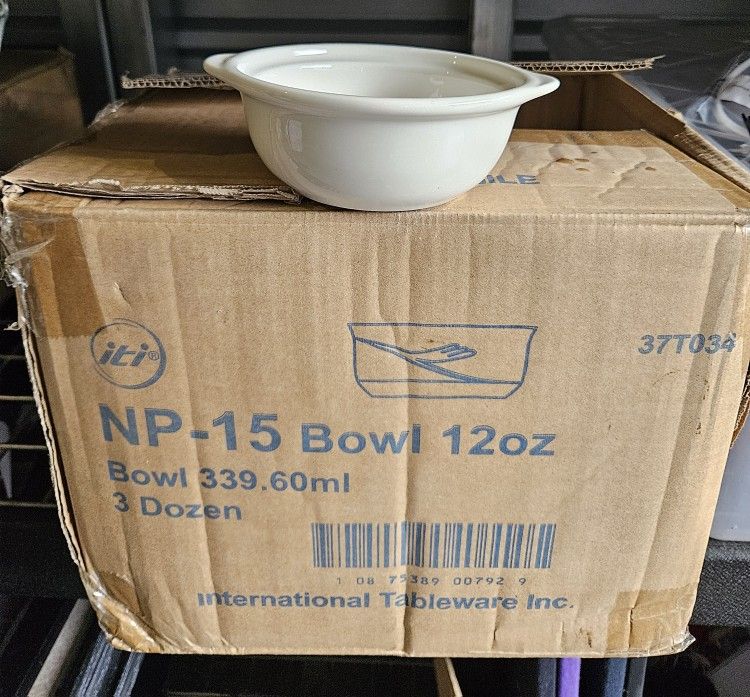 ILE
iti®
37T034
NP-15 Bowl 12oz
Bowl 339.60ml
3 Dozen
1 08 75389 00792 9
International Tableware Inc.